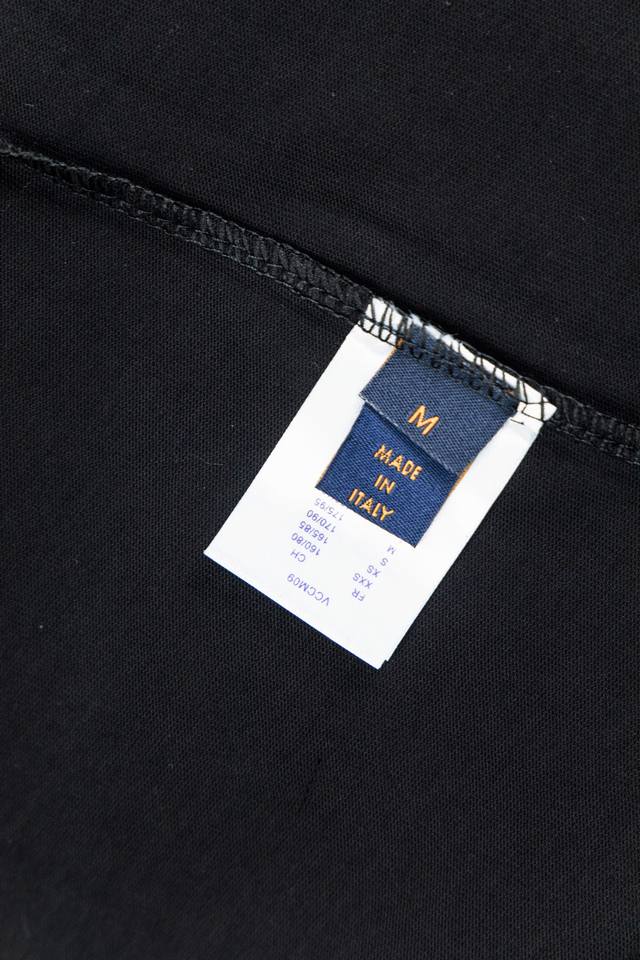 M
MADE
IN
ITALY
VCCM09
FR CH
XXS 160/80
XS 165/85
S 170/90
M 175/95